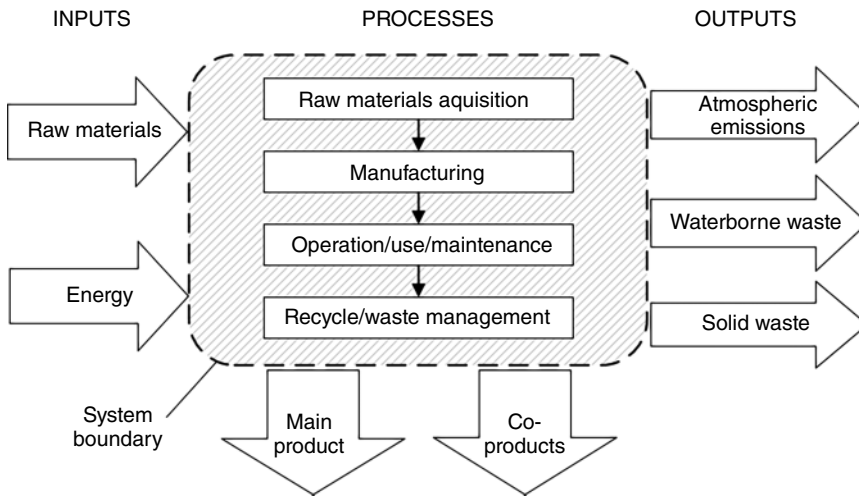 INPUTS
PROCESSES
OUTPUTS
Raw materials
Energy
Raw materials aquisition
Manufacturing
Operation/use/maintenance
Recycle/waste management
Atmospheric
emissions
Waterborne waste
Solid waste
System
boundary
Main
product
Co-
products